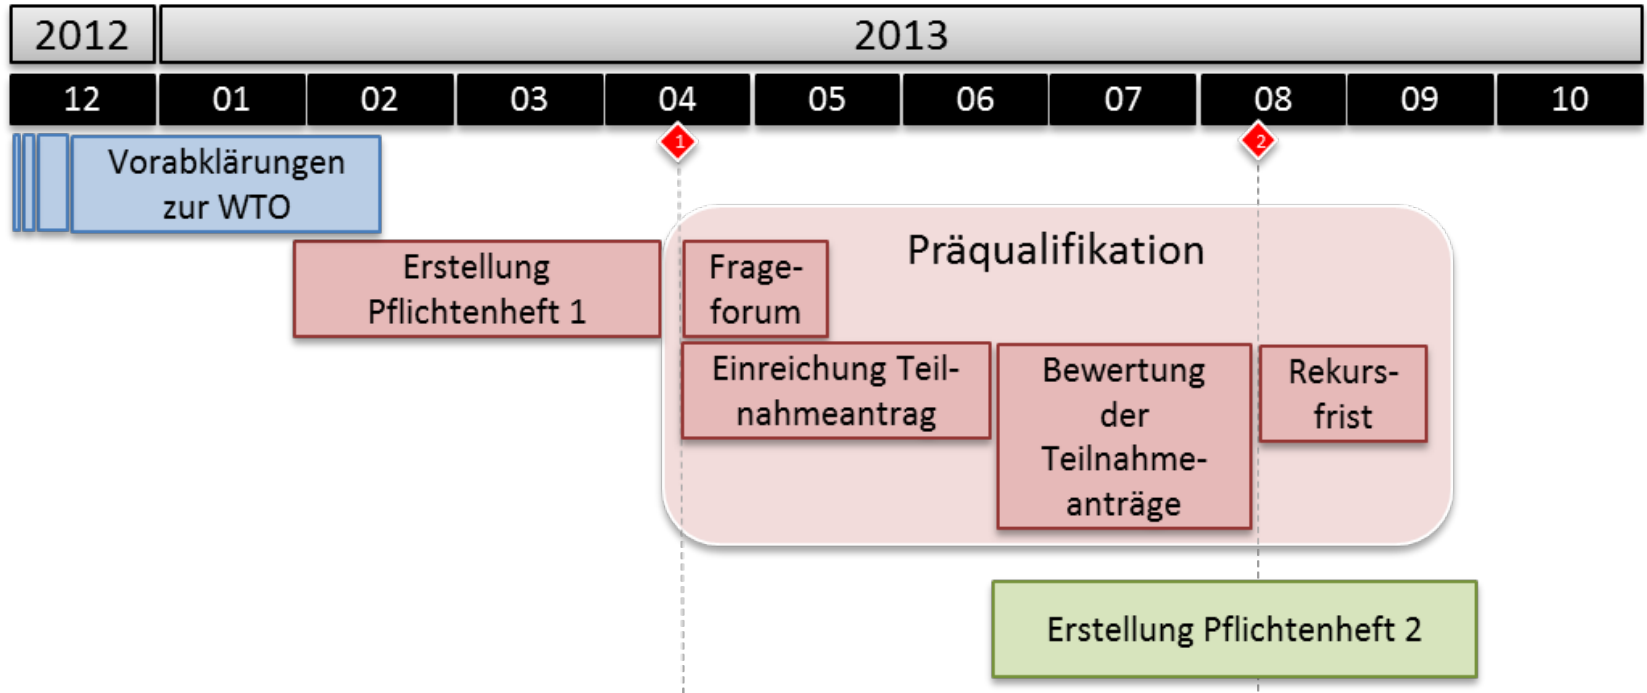 2012
2013
12
01
02
03
04
05
06
07
08
09
10
1
2
Vorabklärungen
zur WTO
Präqualifikation
Erstellung
Pflichtenheft 1
Frage-
forum
Einreichung Teil-
nahmeantrag
Bewertung
der
Teilnahme-
anträge
Rekurs-
frist
Erstellung Pflichtenheft 2